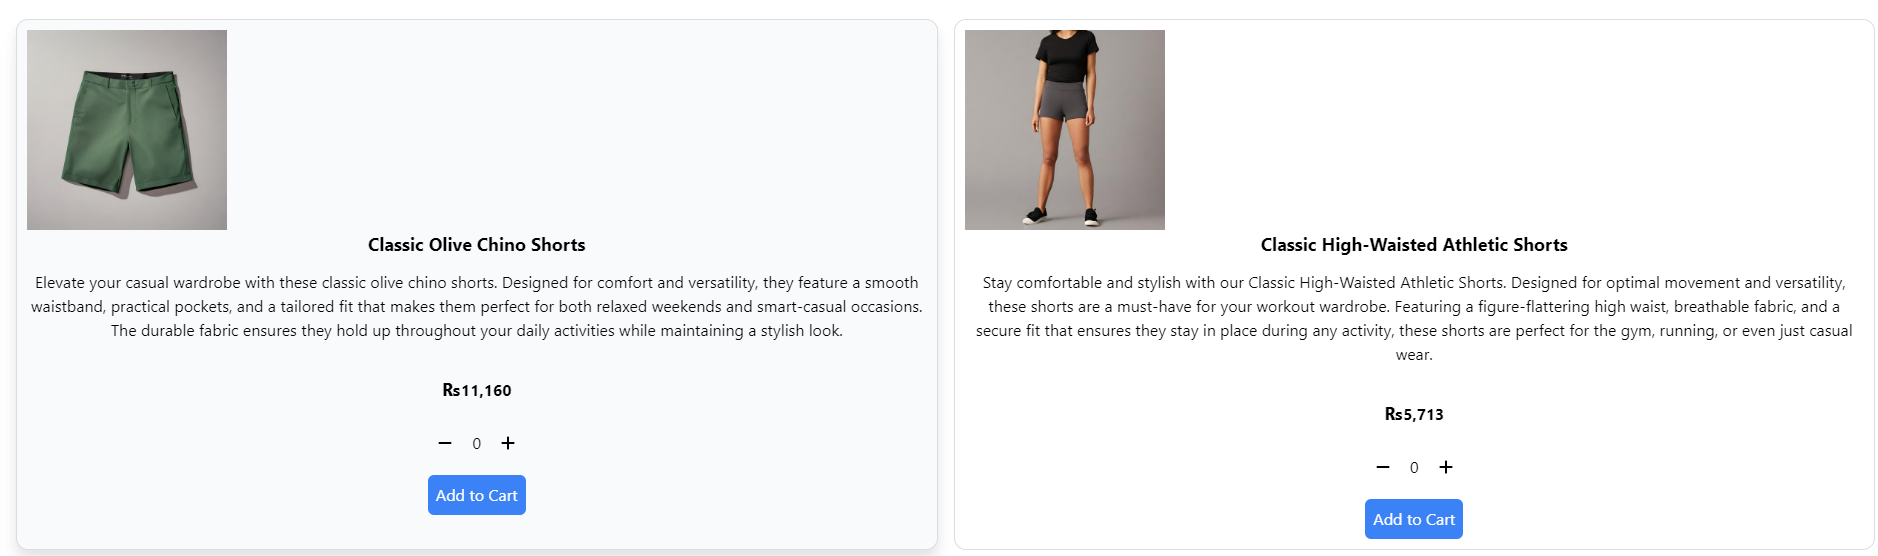 Classic Olive Chino Shorts
Elevate your casual wardrobe with these classic olive chino shorts. Designed for comfort and versatility, they feature a smooth
waistband, practical pockets, and a tailored fit that makes them perfect for both relaxed weekends and smart-casual occasions.
The durable fabric ensures they hold up throughout your daily activities while maintaining a stylish look.
₨11,160
− 0 +
Add to Cart
Classic High-Waisted Athletic Shorts
Stay comfortable and stylish with our Classic High-Waisted Athletic Shorts. Designed for optimal movement and versatility,
these shorts are a must-have for your workout wardrobe. Featuring a figure-flattering high waist, breathable fabric, and a
secure fit that ensures they stay in place during any activity, these shorts are perfect for the gym, running, or even just casual
wear.
₨5,713
− 0 +
Add to Cart